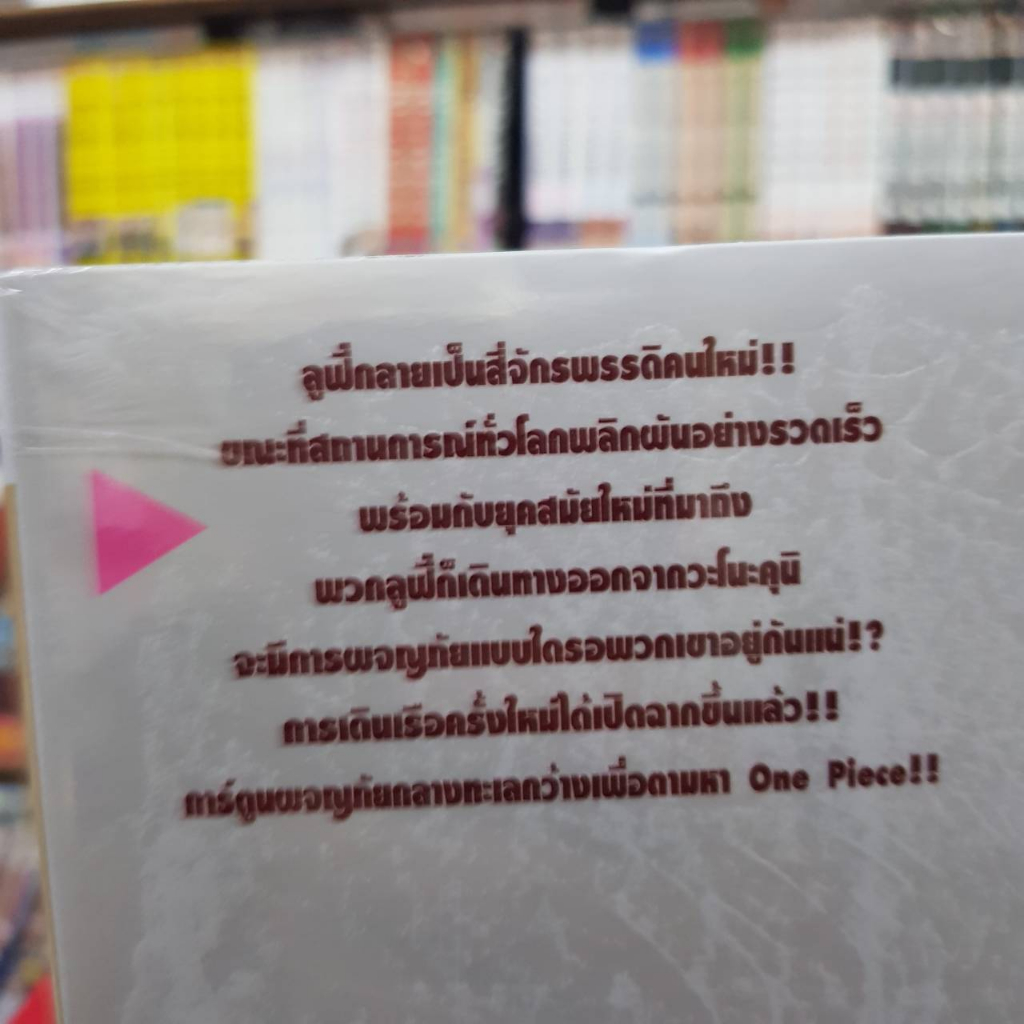 ลูฟี่กลายเป็นสี่จักรพรรดิคนใหม่!!
ขณะที่สถานการณ์ทั่วโลกพลิกผันอย่างรวดเร็ว
พร้อมกับยุคสมัยใหม่ที่มาถึง
พวกลูฟี่ก็เดินทางออกจากวะโนะคุนิ
จะมีการผจญภัยแบบใดรอพวกเขาอยู่กันแน่!?
การเดินเรือครั้งใหม่ได้เปิดฉากขึ้นแล้ว!!
การ์ตูนผจญภัยกลางทะเลกว้างเพื่อตามหา One Piece!!